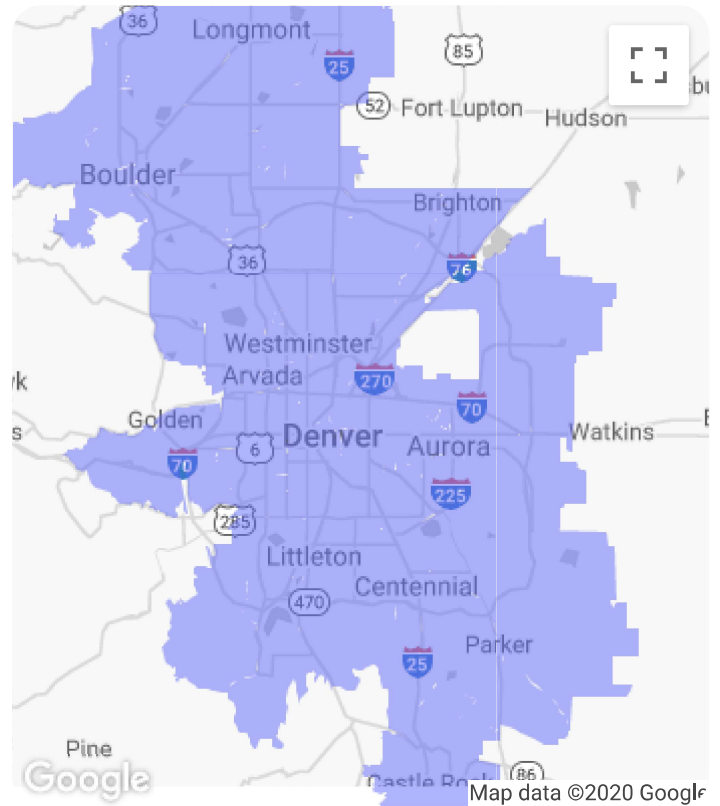 36
Longmont
25
85
52
Fort Lupton
Hudson
Boulder
Brighton
36
76
Westminster
Arvada
270
70
Golden
Denver
Aurora
Watkins
6
70
225
285
Littleton
Centennial
470
Parker
25
Pine
Google
Castle Rock
86
Map data ©2020 Google